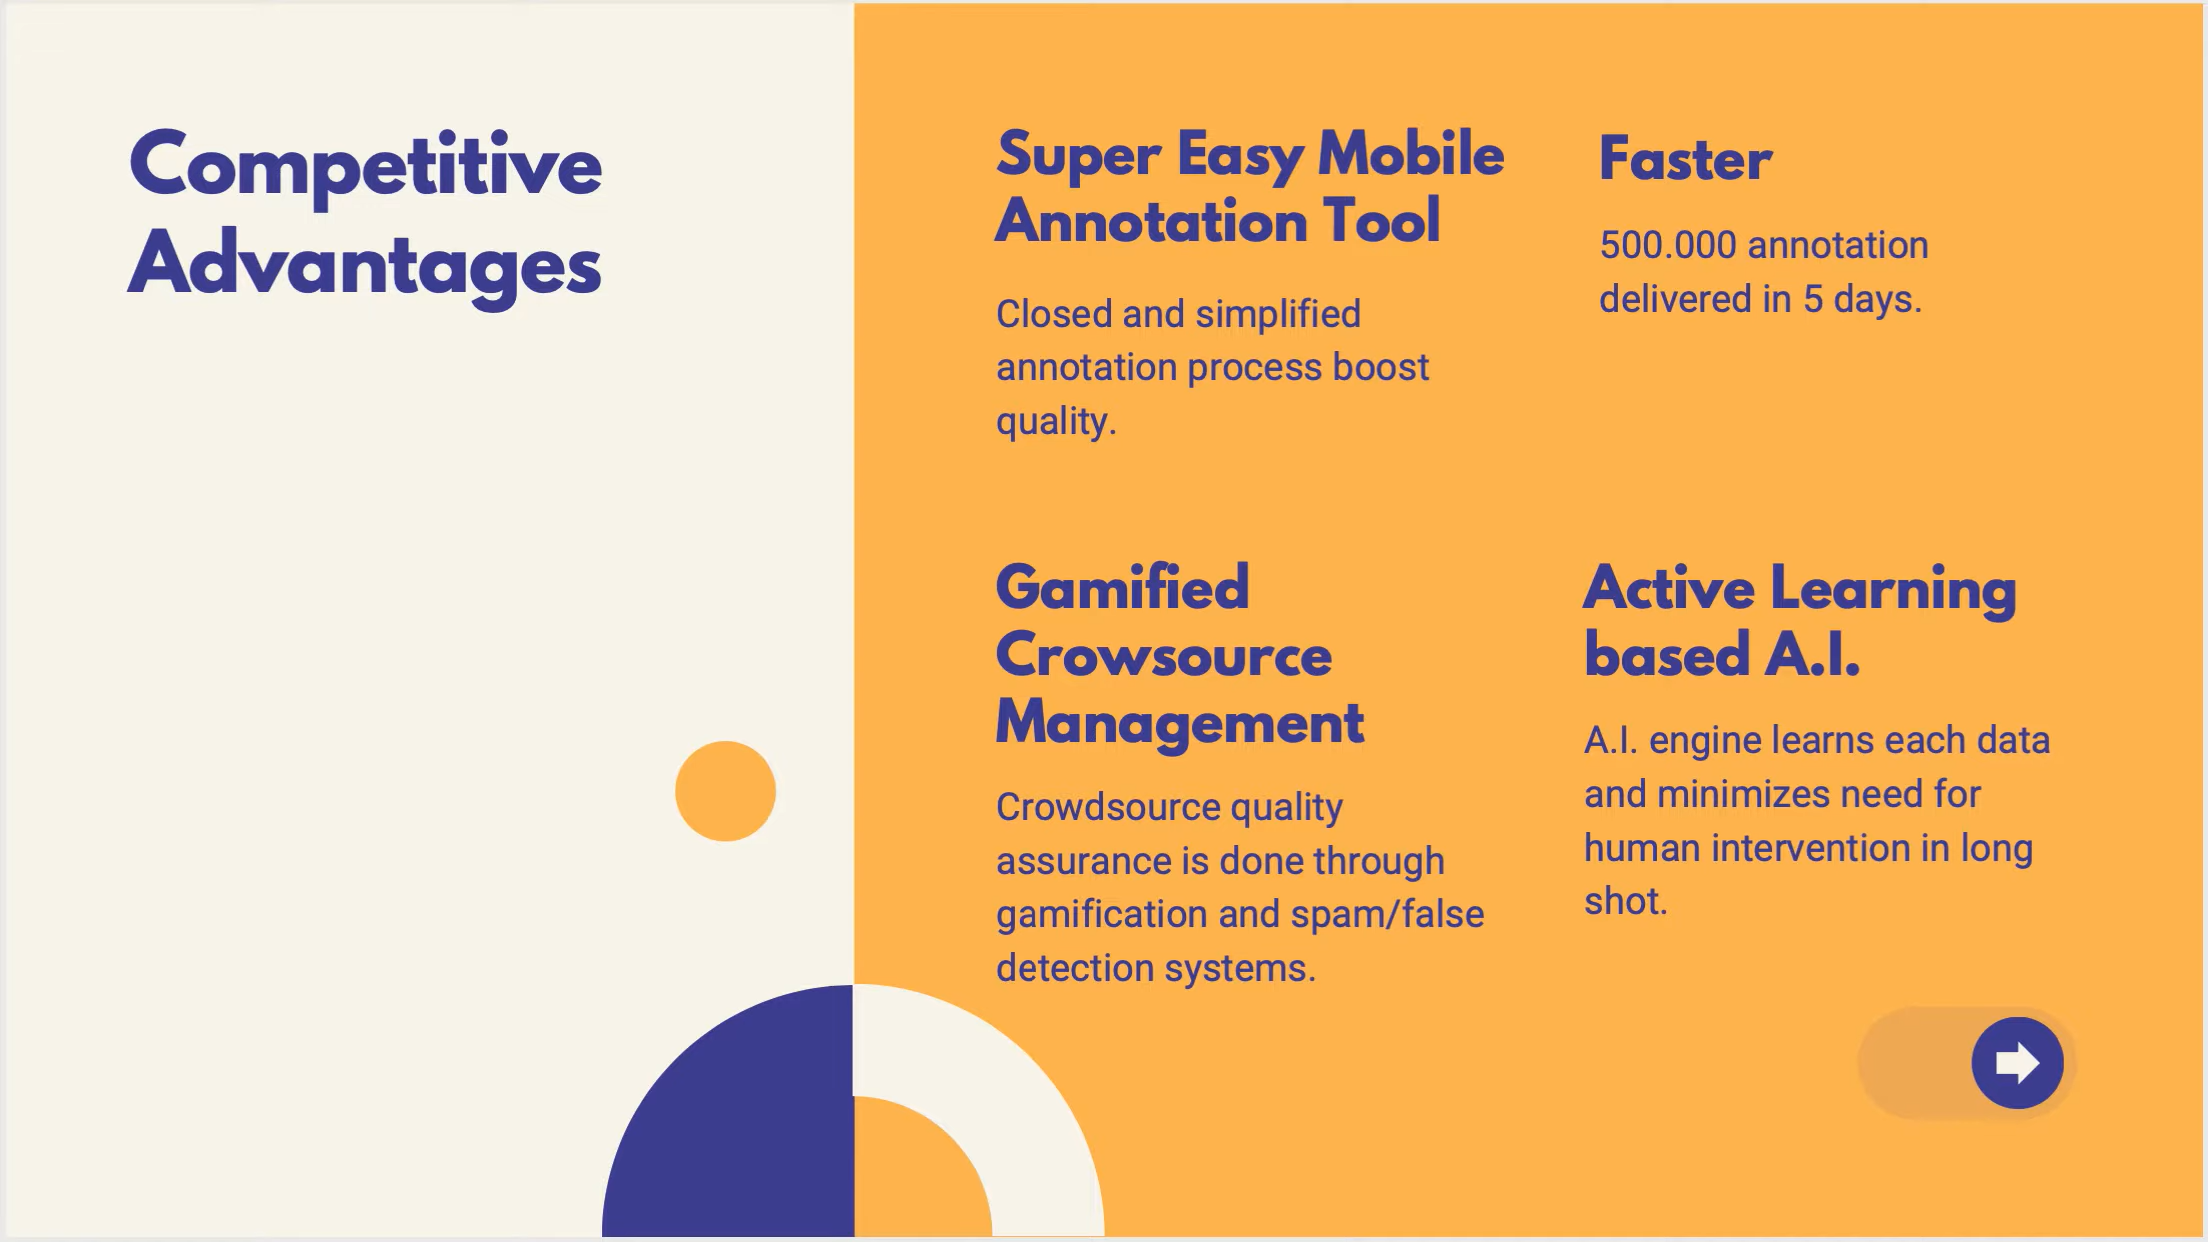 Competitive
Advantages
Super Easy Mobile
Annotation Tool
Closed and simplified
annotation process boost
quality.
Faster
500.000 annotation
delivered in 5 days.
Gamified
Crowsource
Management
Crowdsource quality
assurance is done through
gamification and spam/false
detection systems.
Active Learning
based A.I.
A.I. engine learns each data
and minimizes need for
human intervention in long
shot.